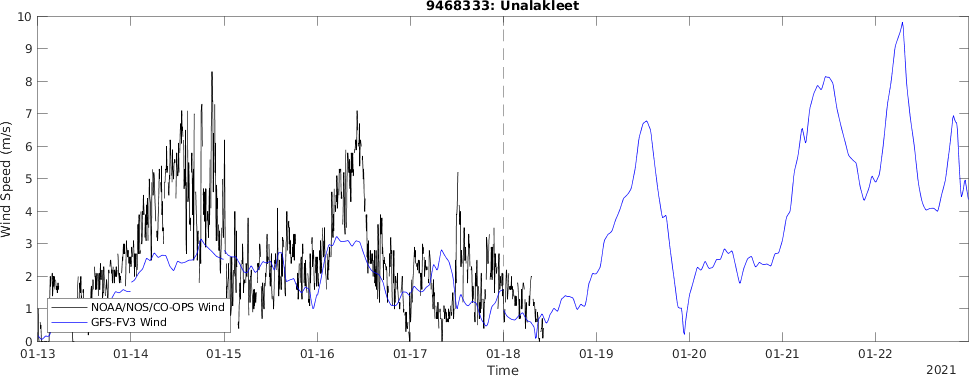 9468333: Unalakleet
Wind Speed (m/s)
10
9
8
7
6
5
4
3
2
1
0
NOAA/NOS/CO-OPS Wind
GFS-FV3 Wind
01-13 01-14 01-15 01-16 01-17 01-18 01-19 01-20 01-21 01-22
Time
2021